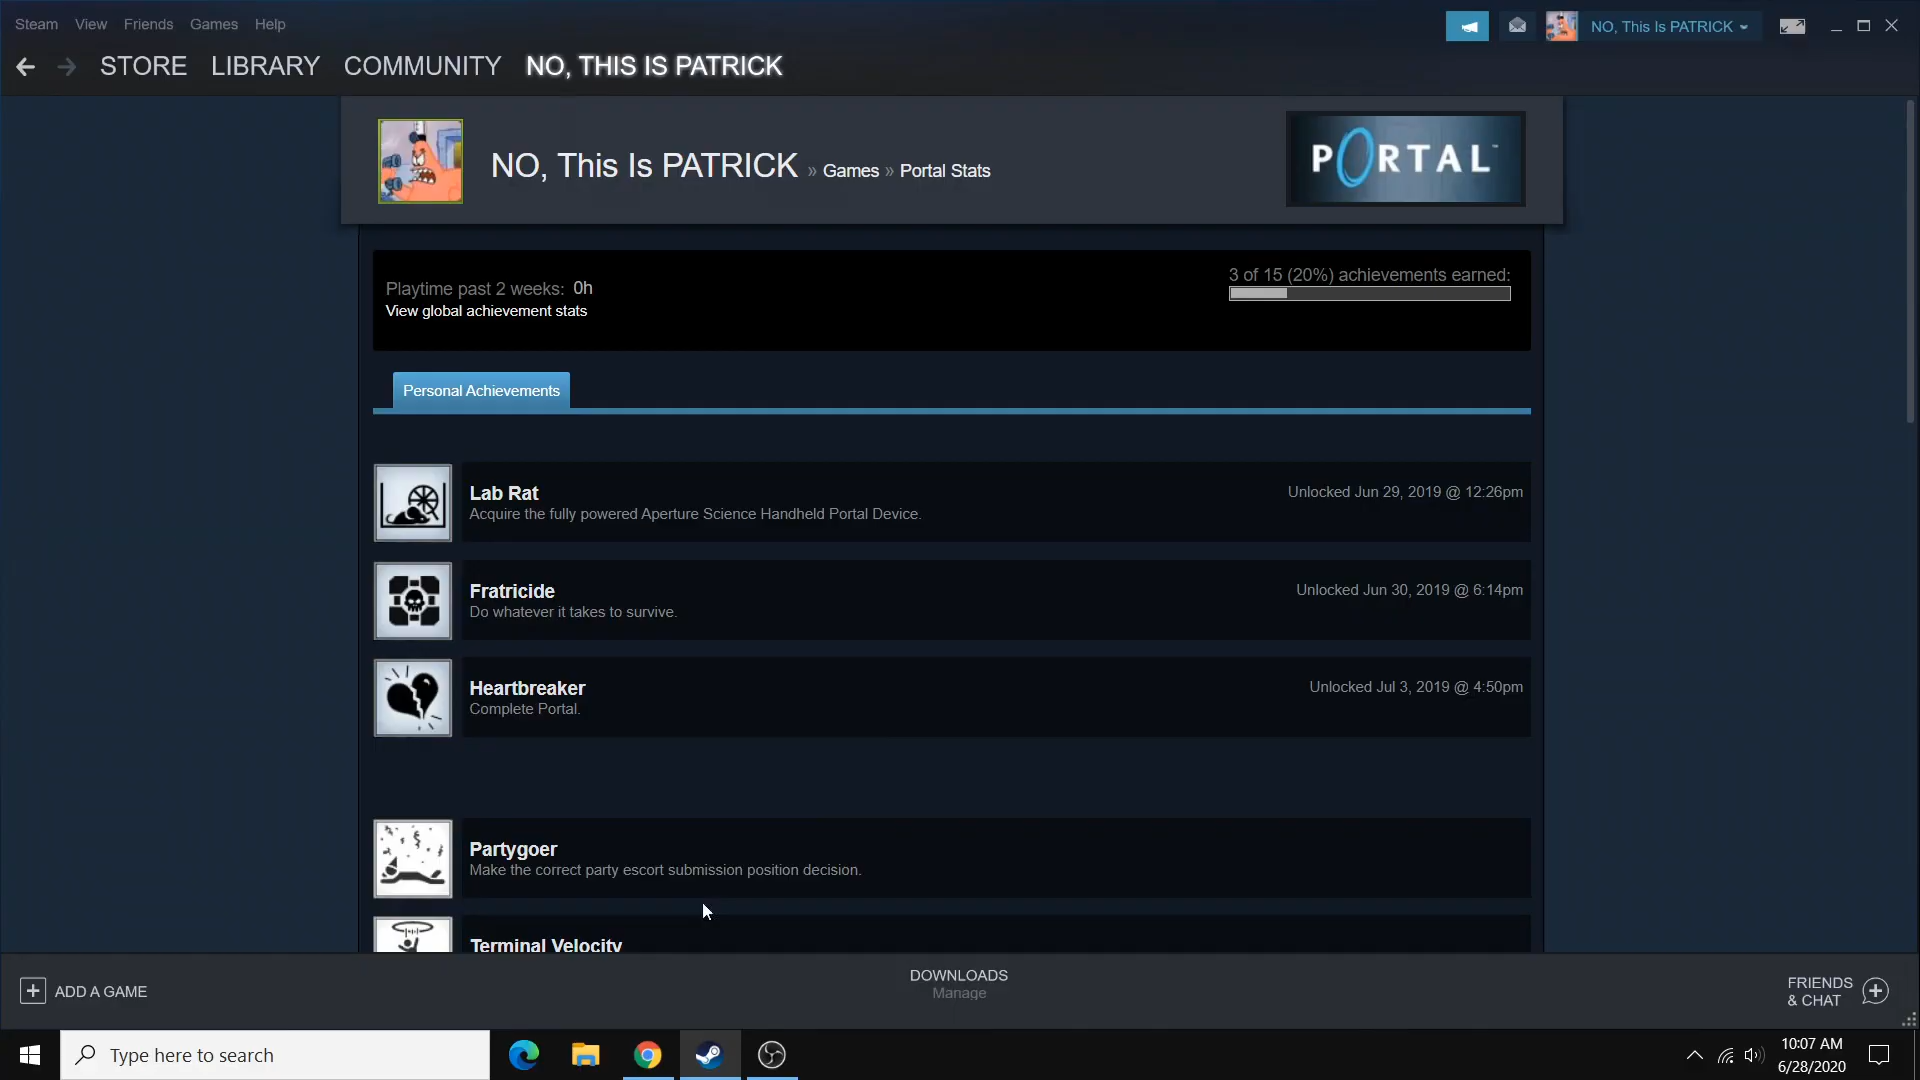 Steam View Friends Games Help
NO, This Is PATRICK
STORE LIBRARY COMMUNITY NO, THIS IS PATRICK
NO, This Is PATRICK » Games » Portal Stats
PORTAL™
Playtime past 2 weeks: 0h
View global achievement stats
3 of 15 (20%) achievements earned:
Personal Achievements
Lab Rat
Acquire the fully powered Aperture Science Handheld Portal Device.
Unlocked Jun 29, 2019 @ 12:26pm
Fratricide
Do whatever it takes to survive.
Unlocked Jun 30, 2019 @ 6:14pm
Heartbreaker
Complete Portal.
Unlocked Jul 3, 2019 @ 4:50pm
Partygoer
Make the correct party escort submission position decision.
Terminal Velocity
ADD A GAME
DOWNLOADS
Manage
FRIENDS
& CHAT
Type here to search
10:07 AM
6/28/2020